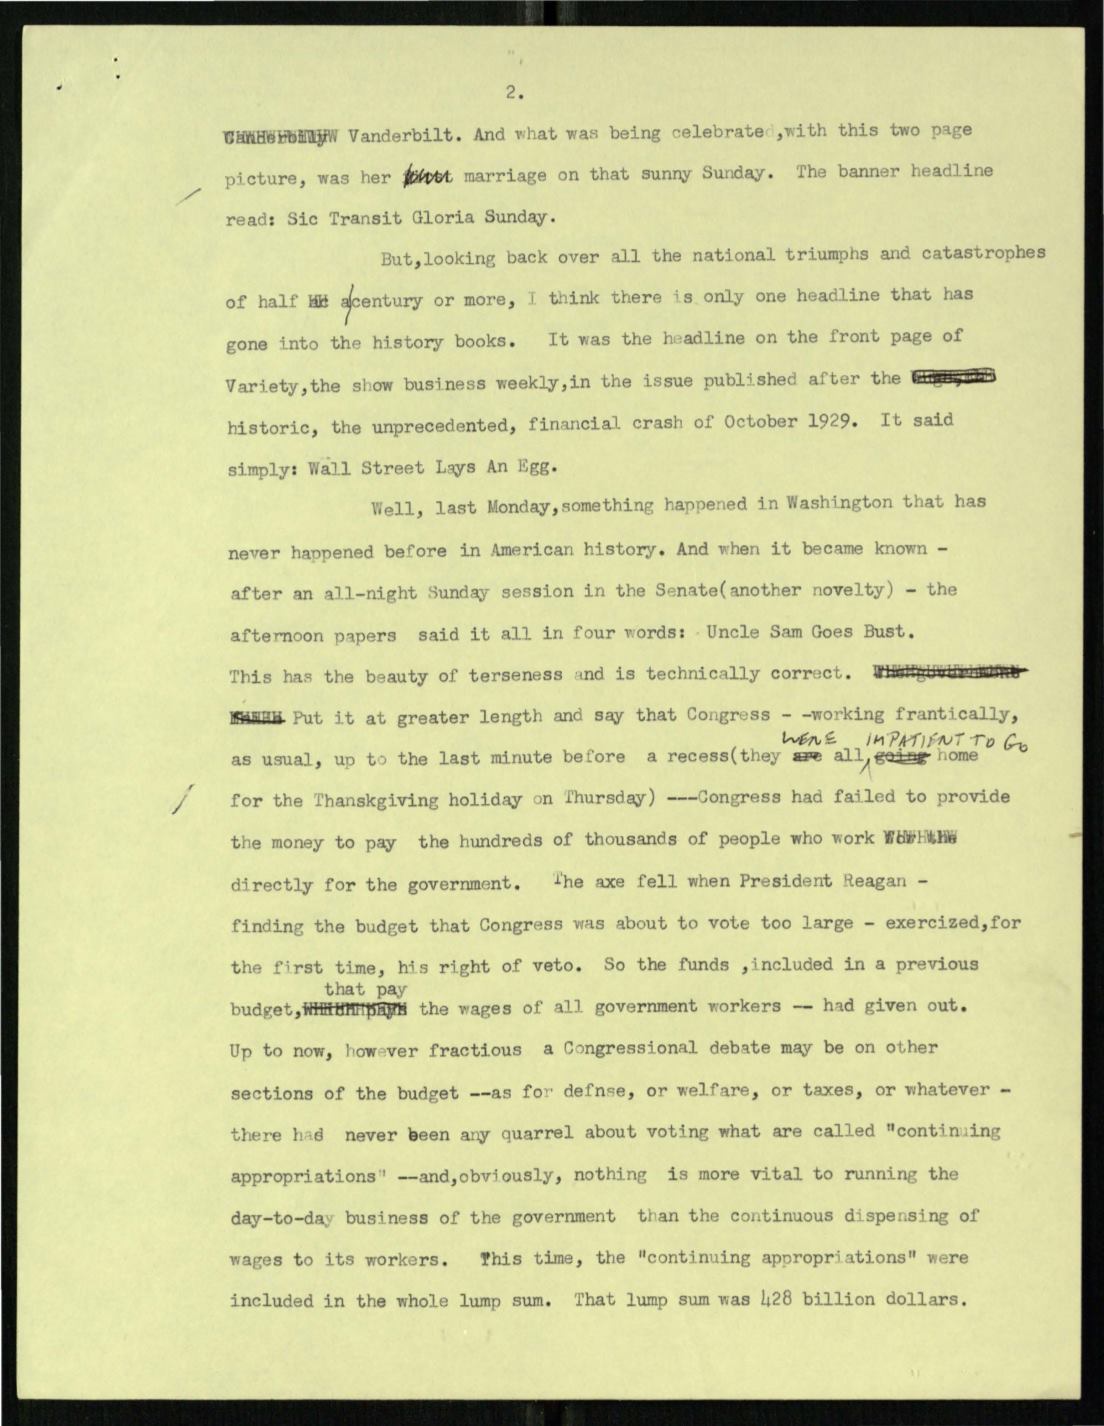 2.
Vanderbilt. And what was being celebrated,with this two page
picture, was her marriage on that sunny Sunday. The banner headline
read: Sic Transit Gloria Sunday.
But,looking back over all the national triumphs and catastrophes
of half a century or more, I think there is only one headline that has
gone into the history books. It was the headline on the front page of
Variety,the show business weekly,in the issue published after the
historic, the unprecedented, financial crash of October 1929. It said
simply: Wall Street Lays An Egg.
Well, last Monday,something happened in Washington that has
never happened before in American history. And when it became known -
after an all-night Sunday session in the Senate(another novelty) - the
afternoon papers said it all in four words: Uncle Sam Goes Bust.
This has the beauty of terseness and is technically correct.
Put it at greater length and say that Congress - -working frantically,
WERE IMPATIENT TO GO
as usual, up to the last minute before a recess(they are all going home
for the Thanskgiving holiday on Thursday) ---Congress had failed to provide
the money to pay the hundreds of thousands of people who work for the
directly for the government. The axe fell when President Reagan -
finding the budget that Congress was about to vote too large - exercized,for
the first time, his right of veto. So the funds ,included in a previous
that pay
budget,which pays the wages of all government workers -- had given out.
Up to now, however fractious a Congressional debate may be on other
sections of the budget --as for defnse, or welfare, or taxes, or whatever -
there had never been any quarrel about voting what are called "continuing
appropriations" --and,obviously, nothing is more vital to running the
day-to-day business of the government than the continuous dispensing of
wages to its workers. This time, the "continuing appropriations" were
included in the whole lump sum. That lump sum was 428 billion dollars.